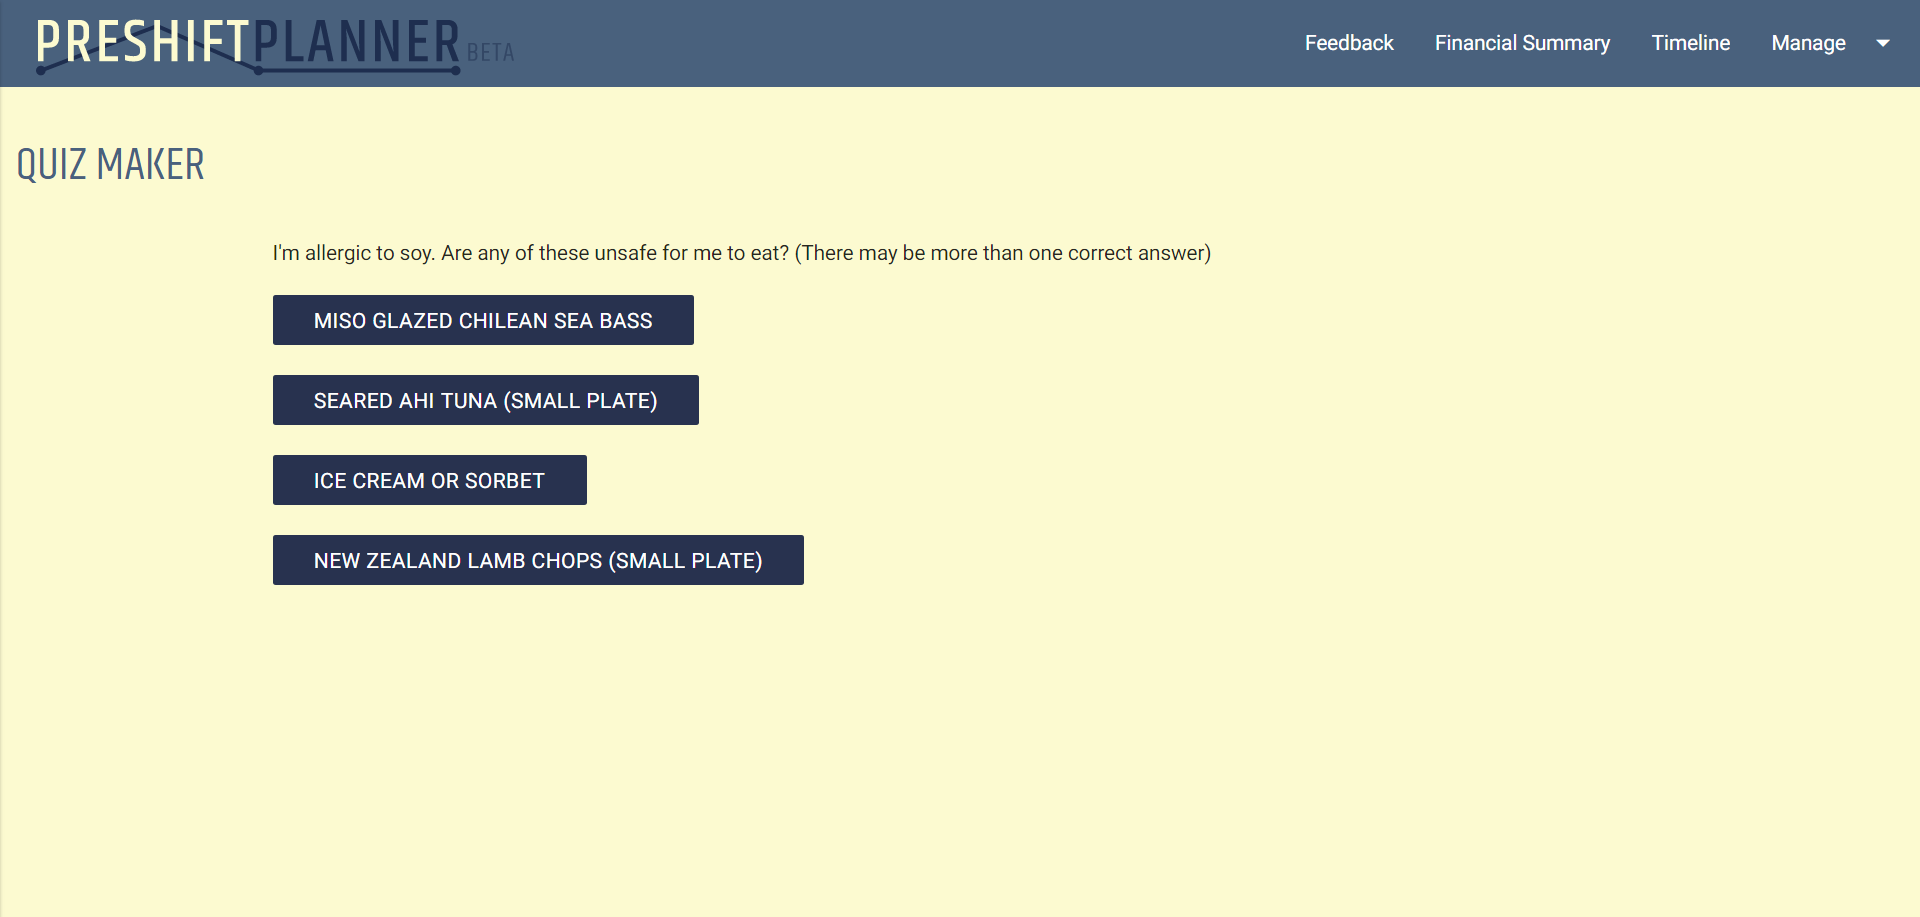 PRESHIFTPLANNER BETA
Feedback Financial Summary Timeline Manage
QUIZ MAKER
I'm allergic to soy. Are any of these unsafe for me to eat? (There may be more than one correct answer)
MISO GLAZED CHILEAN SEA BASS
SEARED AHI TUNA (SMALL PLATE)
ICE CREAM OR SORBET
NEW ZEALAND LAMB CHOPS (SMALL PLATE)